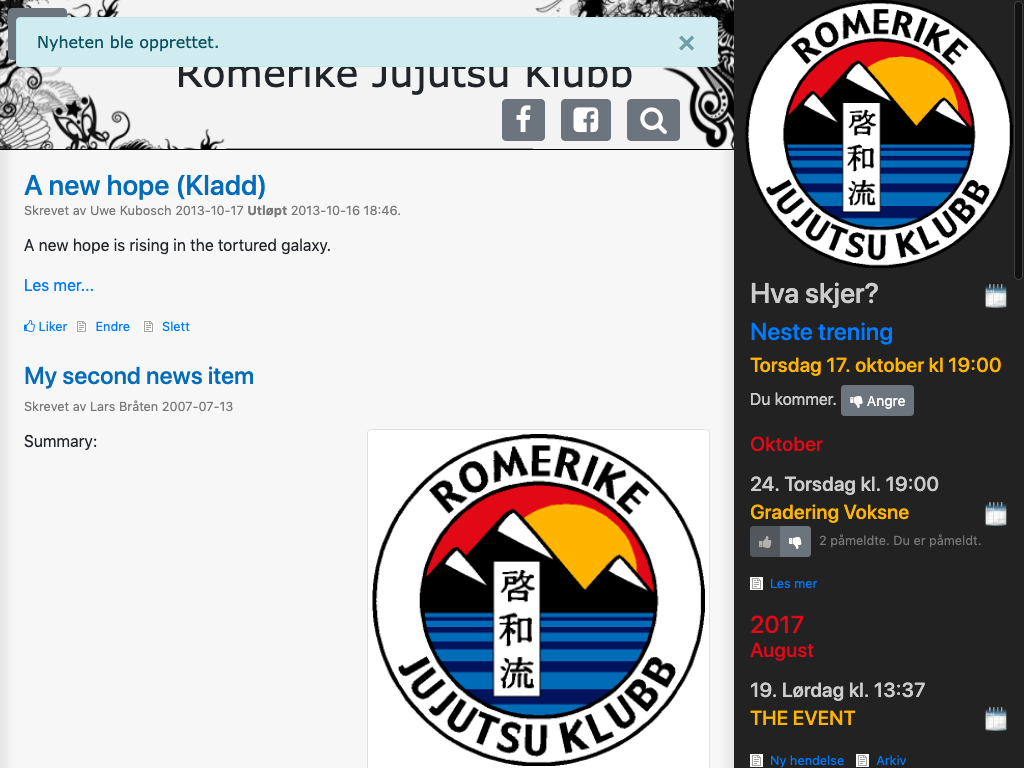 Nyheten ble opprettet. ×
Romerike Jujutsu Klubb
A new hope (Kladd)
Skrevet av Uwe Kubosch 2013-10-17 Utløpt 2013-10-16 18:46.
A new hope is rising in the tortured galaxy.
Les mer...
Liker Endre Slett
My second news item
Skrevet av Lars Bråten 2007-07-13
Summary:
ROMERIKE
啓和流
JUJUTSU KLUBB
ROMERIKE
啓和流
JUJUTSU KLUBB
Hva skjer?
Neste trening
Torsdag 17. oktober kl 19:00
Du kommer. Angre
Oktober
24. Torsdag kl. 19:00
Gradering Voksne
2 påmeldte. Du er påmeldt.
Les mer
2017
August
19. Lørdag kl. 13:37
THE EVENT
Ny hendelse Arkiv